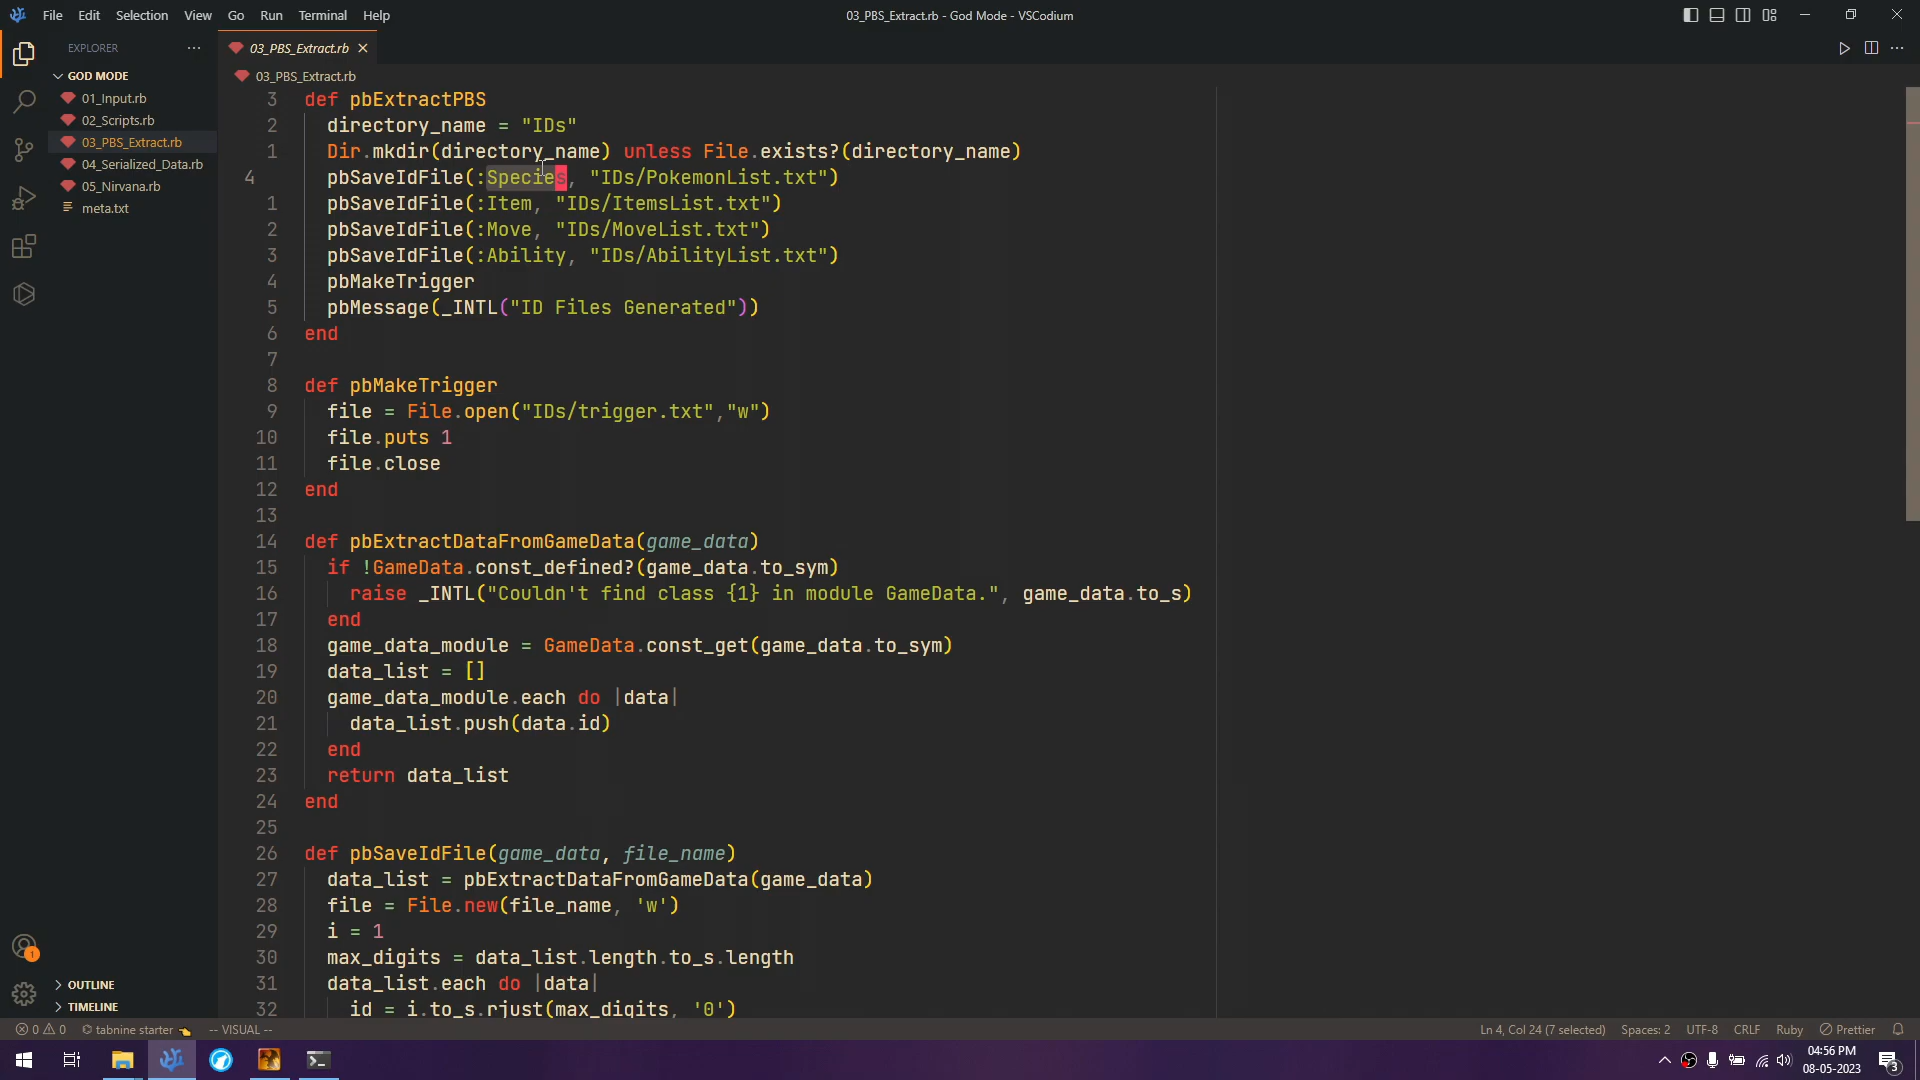 File Edit Selection View Go Run Terminal Help 03_PBS_Extract.rb - God Mode - VSCodium
EXPLORER
GOD MODE
01_Input.rb
02_Scripts.rb
03_PBS_Extract.rb
04_Serialized_Data.rb
05_Nirvana.rb
meta.txt
OUTLINE
TIMELINE
03_PBS_Extract.rb
03_PBS_Extract.rb
3 def pbExtractPBS
2 directory_name = "IDs"
1 Dir.mkdir(directory_name) unless File.exists?(directory_name)
4 pbSaveIdFile(:Species, "IDs/PokemonList.txt")
1 pbSaveIdFile(:Item, "IDs/ItemsList.txt")
2 pbSaveIdFile(:Move, "IDs/MoveList.txt")
3 pbSaveIdFile(:Ability, "IDs/AbilityList.txt")
4 pbMakeTrigger
5 pbMessage(_INTL("ID Files Generated"))
6 end
7
8 def pbMakeTrigger
9 file = File.open("IDs/trigger.txt","w")
10 file.puts 1
11 file.close
12 end
13
14 def pbExtractDataFromGameData(game_data)
15 if !GameData.const_defined?(game_data.to_sym)
16 raise _INTL("Couldn't find class {1} in module GameData.", game_data.to_s)
17 end
18 game_data_module = GameData.const_get(game_data.to_sym)
19 data_list = []
20 game_data_module.each do |data|
21 data_list.push(data.id)
22 end
23 return data_list
24 end
25
26 def pbSaveIdFile(game_data, file_name)
27 data_list = pbExtractDataFromGameData(game_data)
28 file = File.new(file_name, 'w')
29 i = 1
30 max_digits = data_list.length.to_s.length
31 data_list.each do |data|
32 id = i.to_s.rjust(max_digits, '0')
1
0 0 tabnine starter -- VISUAL -- Ln 4, Col 24 (7 selected) Spaces: 2 UTF-8 CRLF Ruby Prettier
04:56 PM
08-05-2023
3